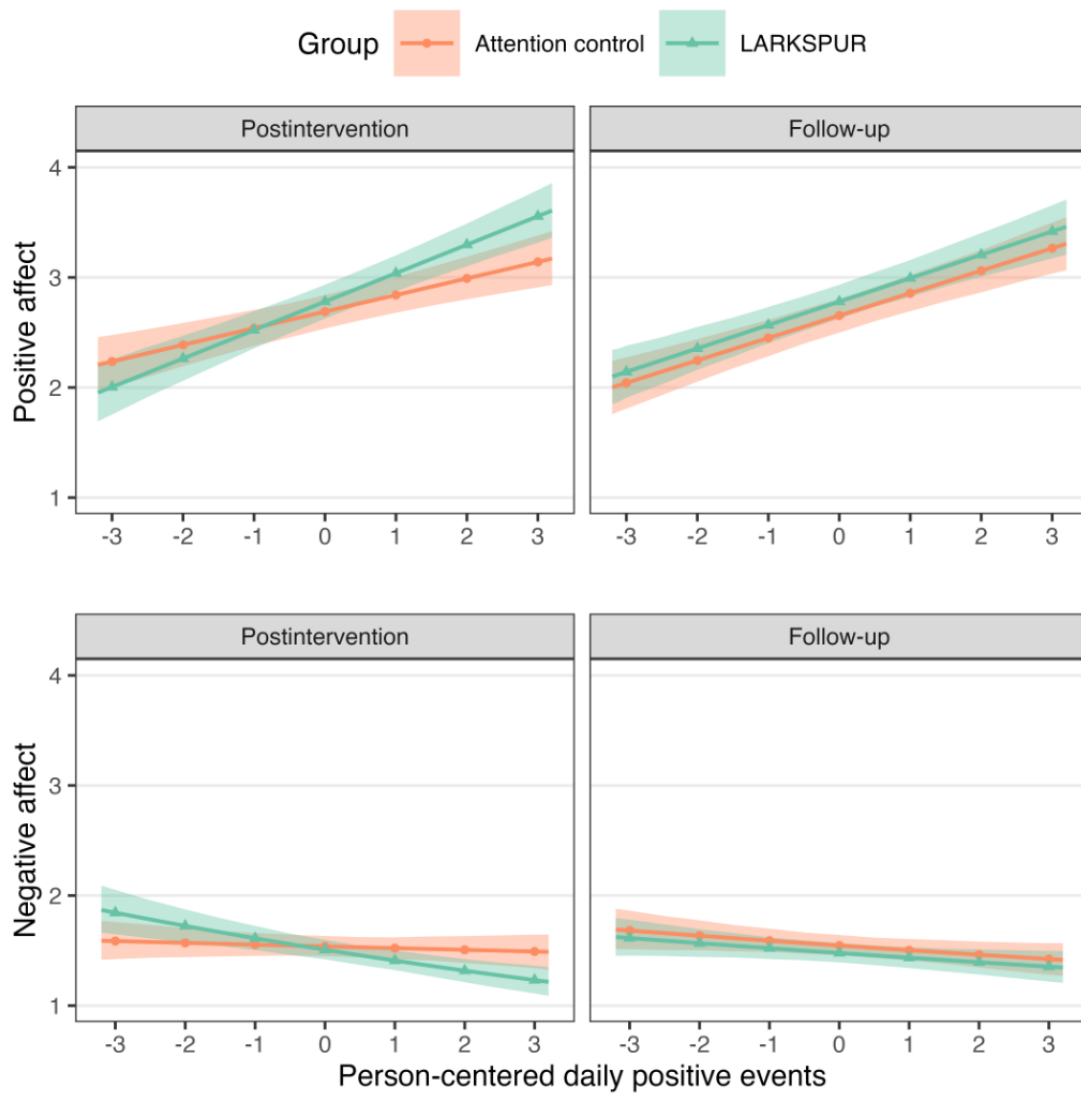 Group Attention control LARKSPUR
Postintervention Follow-up
Positive affect
4
3
2
1
-3 -2 -1 0 1 2 3 -3 -2 -1 0 1 2 3
Postintervention Follow-up
Negative affect
4
3
2
1
-3 -2 -1 0 1 2 3 -3 -2 -1 0 1 2 3
Person-centered daily positive events